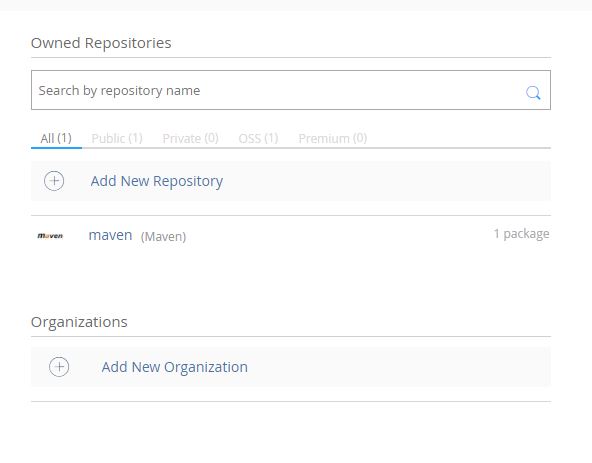 Owned Repositories
Search by repository name
All (1) Public (1) Private (0) OSS (1) Premium (0)
Add New Repository
maven maven (Maven) 1 package
Organizations
Add New Organization